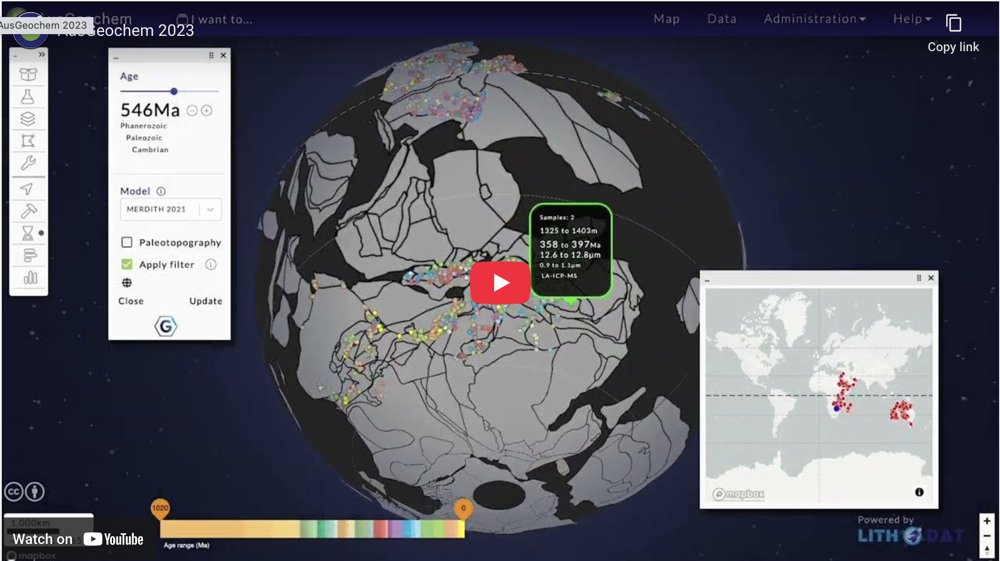 AusGeochem
AusGeochem 2023
AusGeochem 2023
I want to...
Map
Data
Administration
Help
Copy link
Age
546Ma
Phanerozoic
Paleozoic
Cambrian
Model
MERDITH 2021
Paleotopography
Apply filter
Close
Update
G
Samples: 2
1325 to 1403m
358 to 397Ma
12.6 to 12.8µm
0.9 to 1.1µm
LA-ICP-MS
mapbox
cc
1020
0
Age range (Ma)
1,000km
Watch on YouTube
mapbox
Powered by
LITHODAT